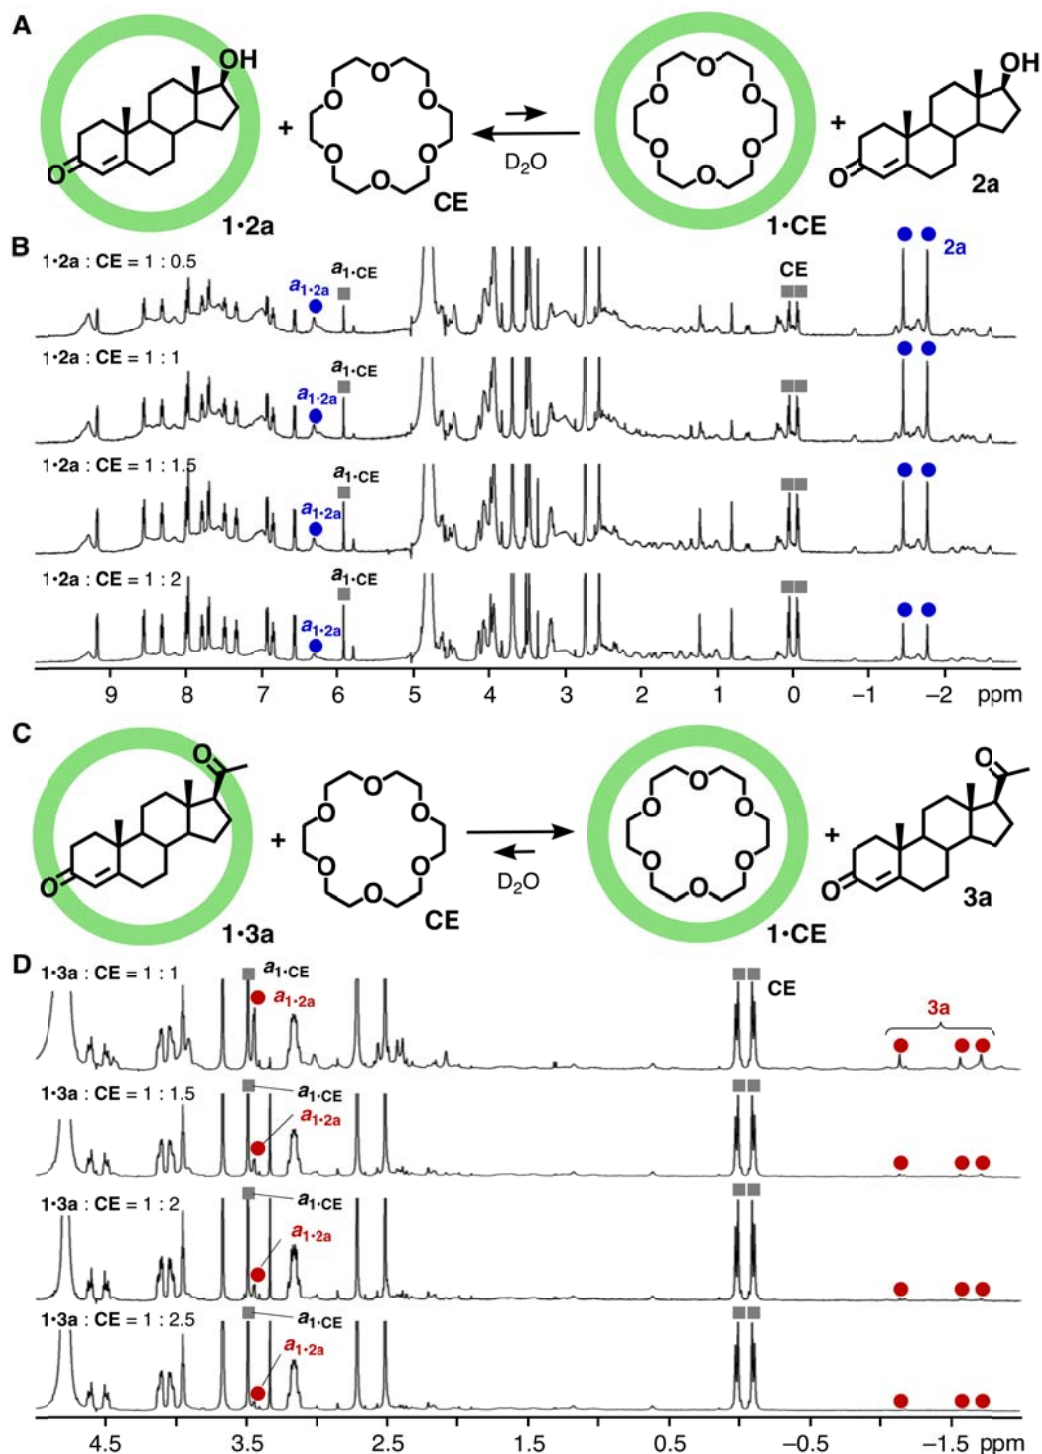 A
OH
O
O
O
O
O
O
O
+
D₂O
CE
1•2a
O
O
O
O
O
O
1•CE
+
OH
O
2a
B
1•2a : CE = 1 : 0.5
a1•2a
a1•CE
CE
2a
1•2a : CE = 1 : 1
a1•2a
a1•CE
1•2a : CE = 1 : 1.5
a1•2a
a1•CE
1•2a : CE = 1 : 2
a1•2a
a1•CE
9 8 7 6 5 4 3 2 1 0 −1 −2 ppm
C
O
O
O
O
O
O
O
O
+
D₂O
CE
1•3a
O
O
O
O
O
O
1•CE
+
O
O
3a
D
1•3a : CE = 1 : 1
a1•CE
a1•2a
CE
3a
1•3a : CE = 1 : 1.5
a1•CE
a1•2a
1•3a : CE = 1 : 2
a1•CE
a1•2a
1•3a : CE = 1 : 2.5
a1•CE
a1•2a
4.5 3.5 2.5 1.5 0.5 −0.5 −1.5 ppm